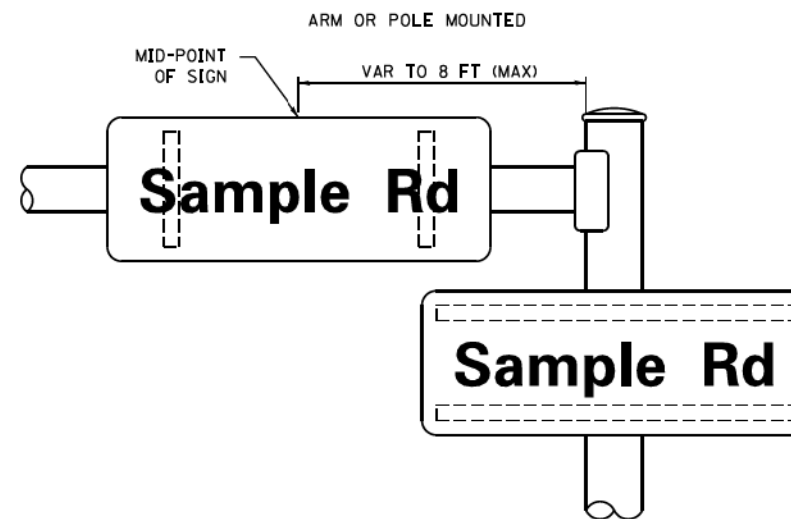 ARM OR POLE MOUNTED
MID-POINT
OF SIGN
VAR TO 8 FT (MAX)
Sample Rd
Sample Rd